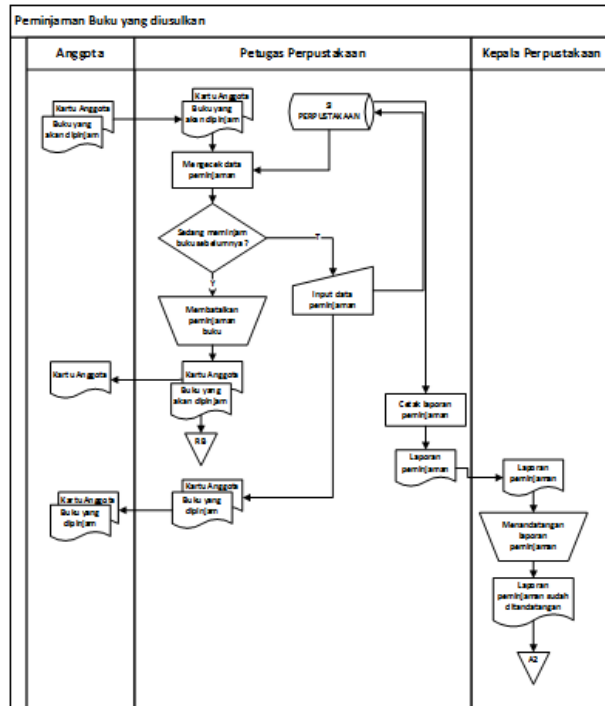 Peminjaman Buku yang diusulkan
Anggota
Petugas Perpustakaan
Kepala Perpustakaan
Kartu Anggota
Buku yang
akan dipinjam
Kartu Anggota
Buku yang
akan dipinjam
SI
PERPUSTAKAAN
Mengecek data
peminjaman
Sedang meminjam
buku sebelumnya ?
T
Y
Input data
peminjaman
Membatalkan
peminjaman
buku
Kartu Anggota
Kartu Anggota
Buku yang
akan dipinjam
RB
Cetak laporan
peminjaman
Laporan
peminjaman
Laporan
peminjaman
Kartu Anggota
Buku yang
dipinjam
Kartu Anggota
Buku yang
dipinjam
Menandatangan
laporan
peminjaman
Laporan
peminjaman sudah
ditandatangan
A2